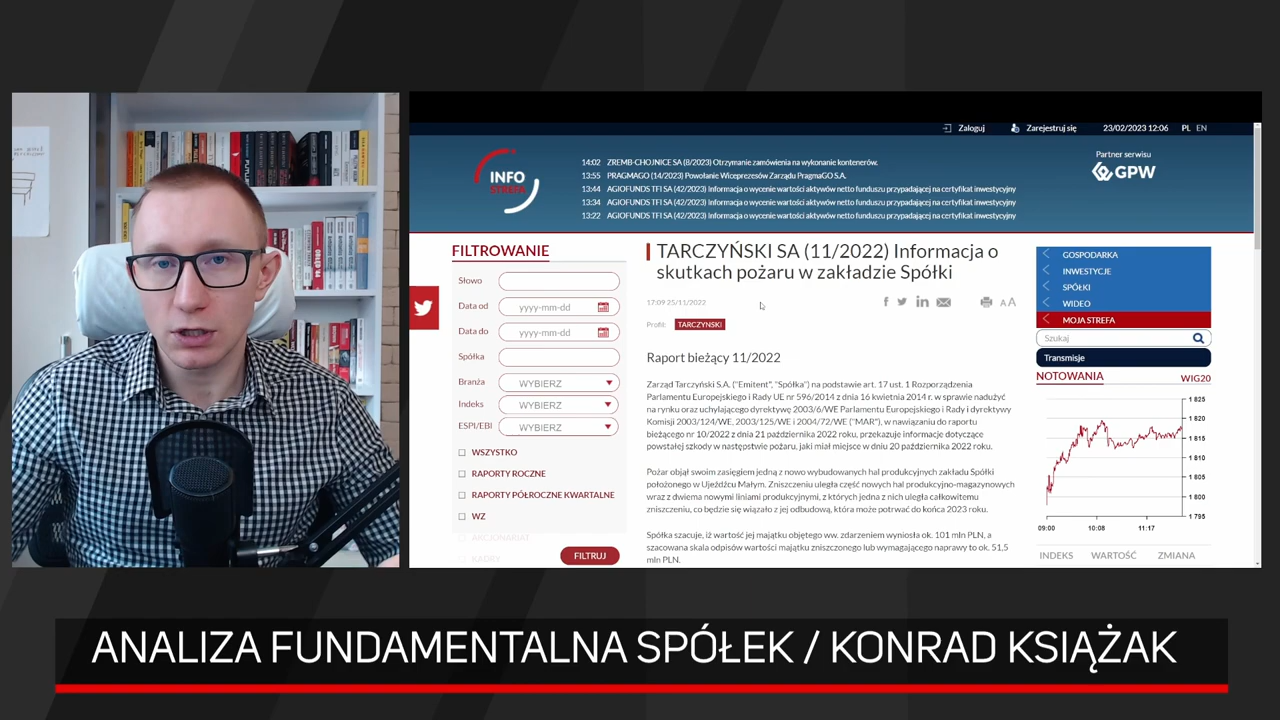 Zaloguj
Zarejestruj się
23/02/2023 12:06
PL EN
INFO
STREFA
14:02 ZREMB-CHOJNICE SA (8/2023) Otrzymanie zamówienia na wykonanie kontenerów.
13:55 PRAGMAGO (14/2023) Powołanie Wiceprezesów Zarządu PragmaGO S.A.
13:44 AGIOFUNDS TFI SA (42/2023) Informacja o wycenie wartości aktywów netto funduszu przypadającej na certyfikat inwestycyjny
13:34 AGIOFUNDS TFI SA (42/2023) Informacja o wycenie wartości aktywów netto funduszu przypadającej na certyfikat inwestycyjny
13:22 AGIOFUNDS TFI SA (42/2023) Informacja o wycenie wartości aktywów netto funduszu przypadającej na certyfikat inwestycyjny
Partner serwisu
GPW
FILTROWANIE
Słowo
Data od yyyy-mm-dd
Data do yyyy-mm-dd
Spółka
Branża WYBIERZ
Indeks WYBIERZ
ESPI/EBI WYBIERZ
WSZYSTKO
RAPORTY ROCZNE
RAPORTY PÓŁROCZNE KWARTALNE
WZ
AKCJONARIAT
KADRY
FILTRUJ
TARCZYŃSKI SA (11/2022) Informacja o
skutkach pożaru w zakładzie Spółki
17:09 25/11/2022
A A
Profil: TARCZYNSKI
Raport bieżący 11/2022
Zarząd Tarczyński S.A. ("Emitent", "Spółka") na podstawie art. 17 ust. 1 Rozporządzenia
Parlamentu Europejskiego i Rady UE nr 596/2014 z dnia 16 kwietnia 2014 r. w sprawie nadużyć
na rynku oraz uchylającego dyrektywę 2003/6/WE Parlamentu Europejskiego i Rady i dyrektywy
Komisji 2003/124/WE, 2003/125/WE i 2004/72/WE ("MAR"), w nawiązaniu do raportu
bieżącego nr 10/2022 z dnia 21 października 2022 roku, przekazuje informacje dotyczące
powstałej szkody w następstwie pożaru, jaki miał miejsce w dniu 20 października 2022 roku.
Pożar objął swoim zasięgiem jedną z nowo wybudowanych hal produkcyjnych zakładu Spółki
położonego w Ujeźdźcu Małym. Zniszczeniu uległa część nowych hal produkcyjno-magazynowych
wraz z dwiema nowymi liniami produkcyjnymi, z których jedna z nich uległa całkowitemu
zniszczeniu, co będzie się wiązało z jej odbudową, która może potrwać do końca 2023 roku.
Spółka szacuje, iż wartość jej majątku objętego ww. zdarzeniem wyniosła ok. 101 mln PLN, a
szacowana skala odpisów wartości majątku zniszczonego lub wymagającego naprawy to ok. 51,5
mln PLN.
GOSPODARKA
INWESTYCJE
SPÓŁKI
WIDEO
MOJA STREFA
Szukaj
Transmisje
NOTOWANIA
WIG20
1 825
1 820
1 815
1 810
1 805
1 800
1 795
09:00 10:08 11:17
INDEKS WARTOŚĆ ZMIANA
ANALIZA FUNDAMENTALNA SPÓŁEK / KONRAD KSIĄŻAK